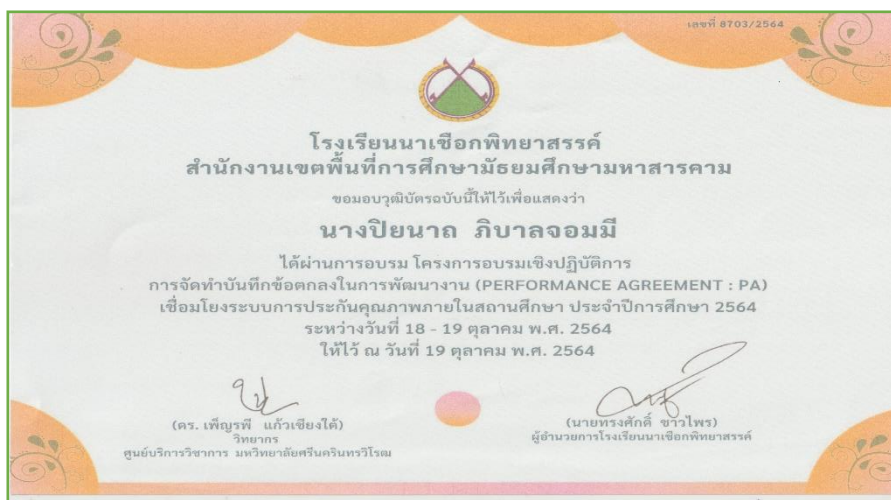 เลขที่ 8703/2564
โรงเรียนนาเชือกพิทยาสรรค์
สำนักงานเขตพื้นที่การศึกษามัธยมศึกษามหาสารคาม
ขอมอบวุฒิบัตรฉบับนี้ให้ไว้เพื่อแสดงว่า
นางปิยนาถ ภิบาลจอมมี
ได้ผ่านการอบรม โครงการอบรมเชิงปฏิบัติการ
การจัดทำบันทึกข้อตกลงในการพัฒนางาน (PERFORMANCE AGREEMENT : PA)
เชื่อมโยงระบบการประกันคุณภาพภายในสถานศึกษา ประจำปีการศึกษา 2564
ระหว่างวันที่ 18 - 19 ตุลาคม พ.ศ. 2564
ให้ไว้ ณ วันที่ 19 ตุลาคม พ.ศ. 2564
(ดร. เพ็ญรพี แก้วเซียงใต้)
วิทยากร
ศูนย์บริการวิชาการ มหวิทยาลัยศรีนครินทรวิโรฒ
(นายทรงศักดิ์ ขาวไพร)
ผู้อำนวยการโรงเรียนนาเชือกพิทยาสรรค์